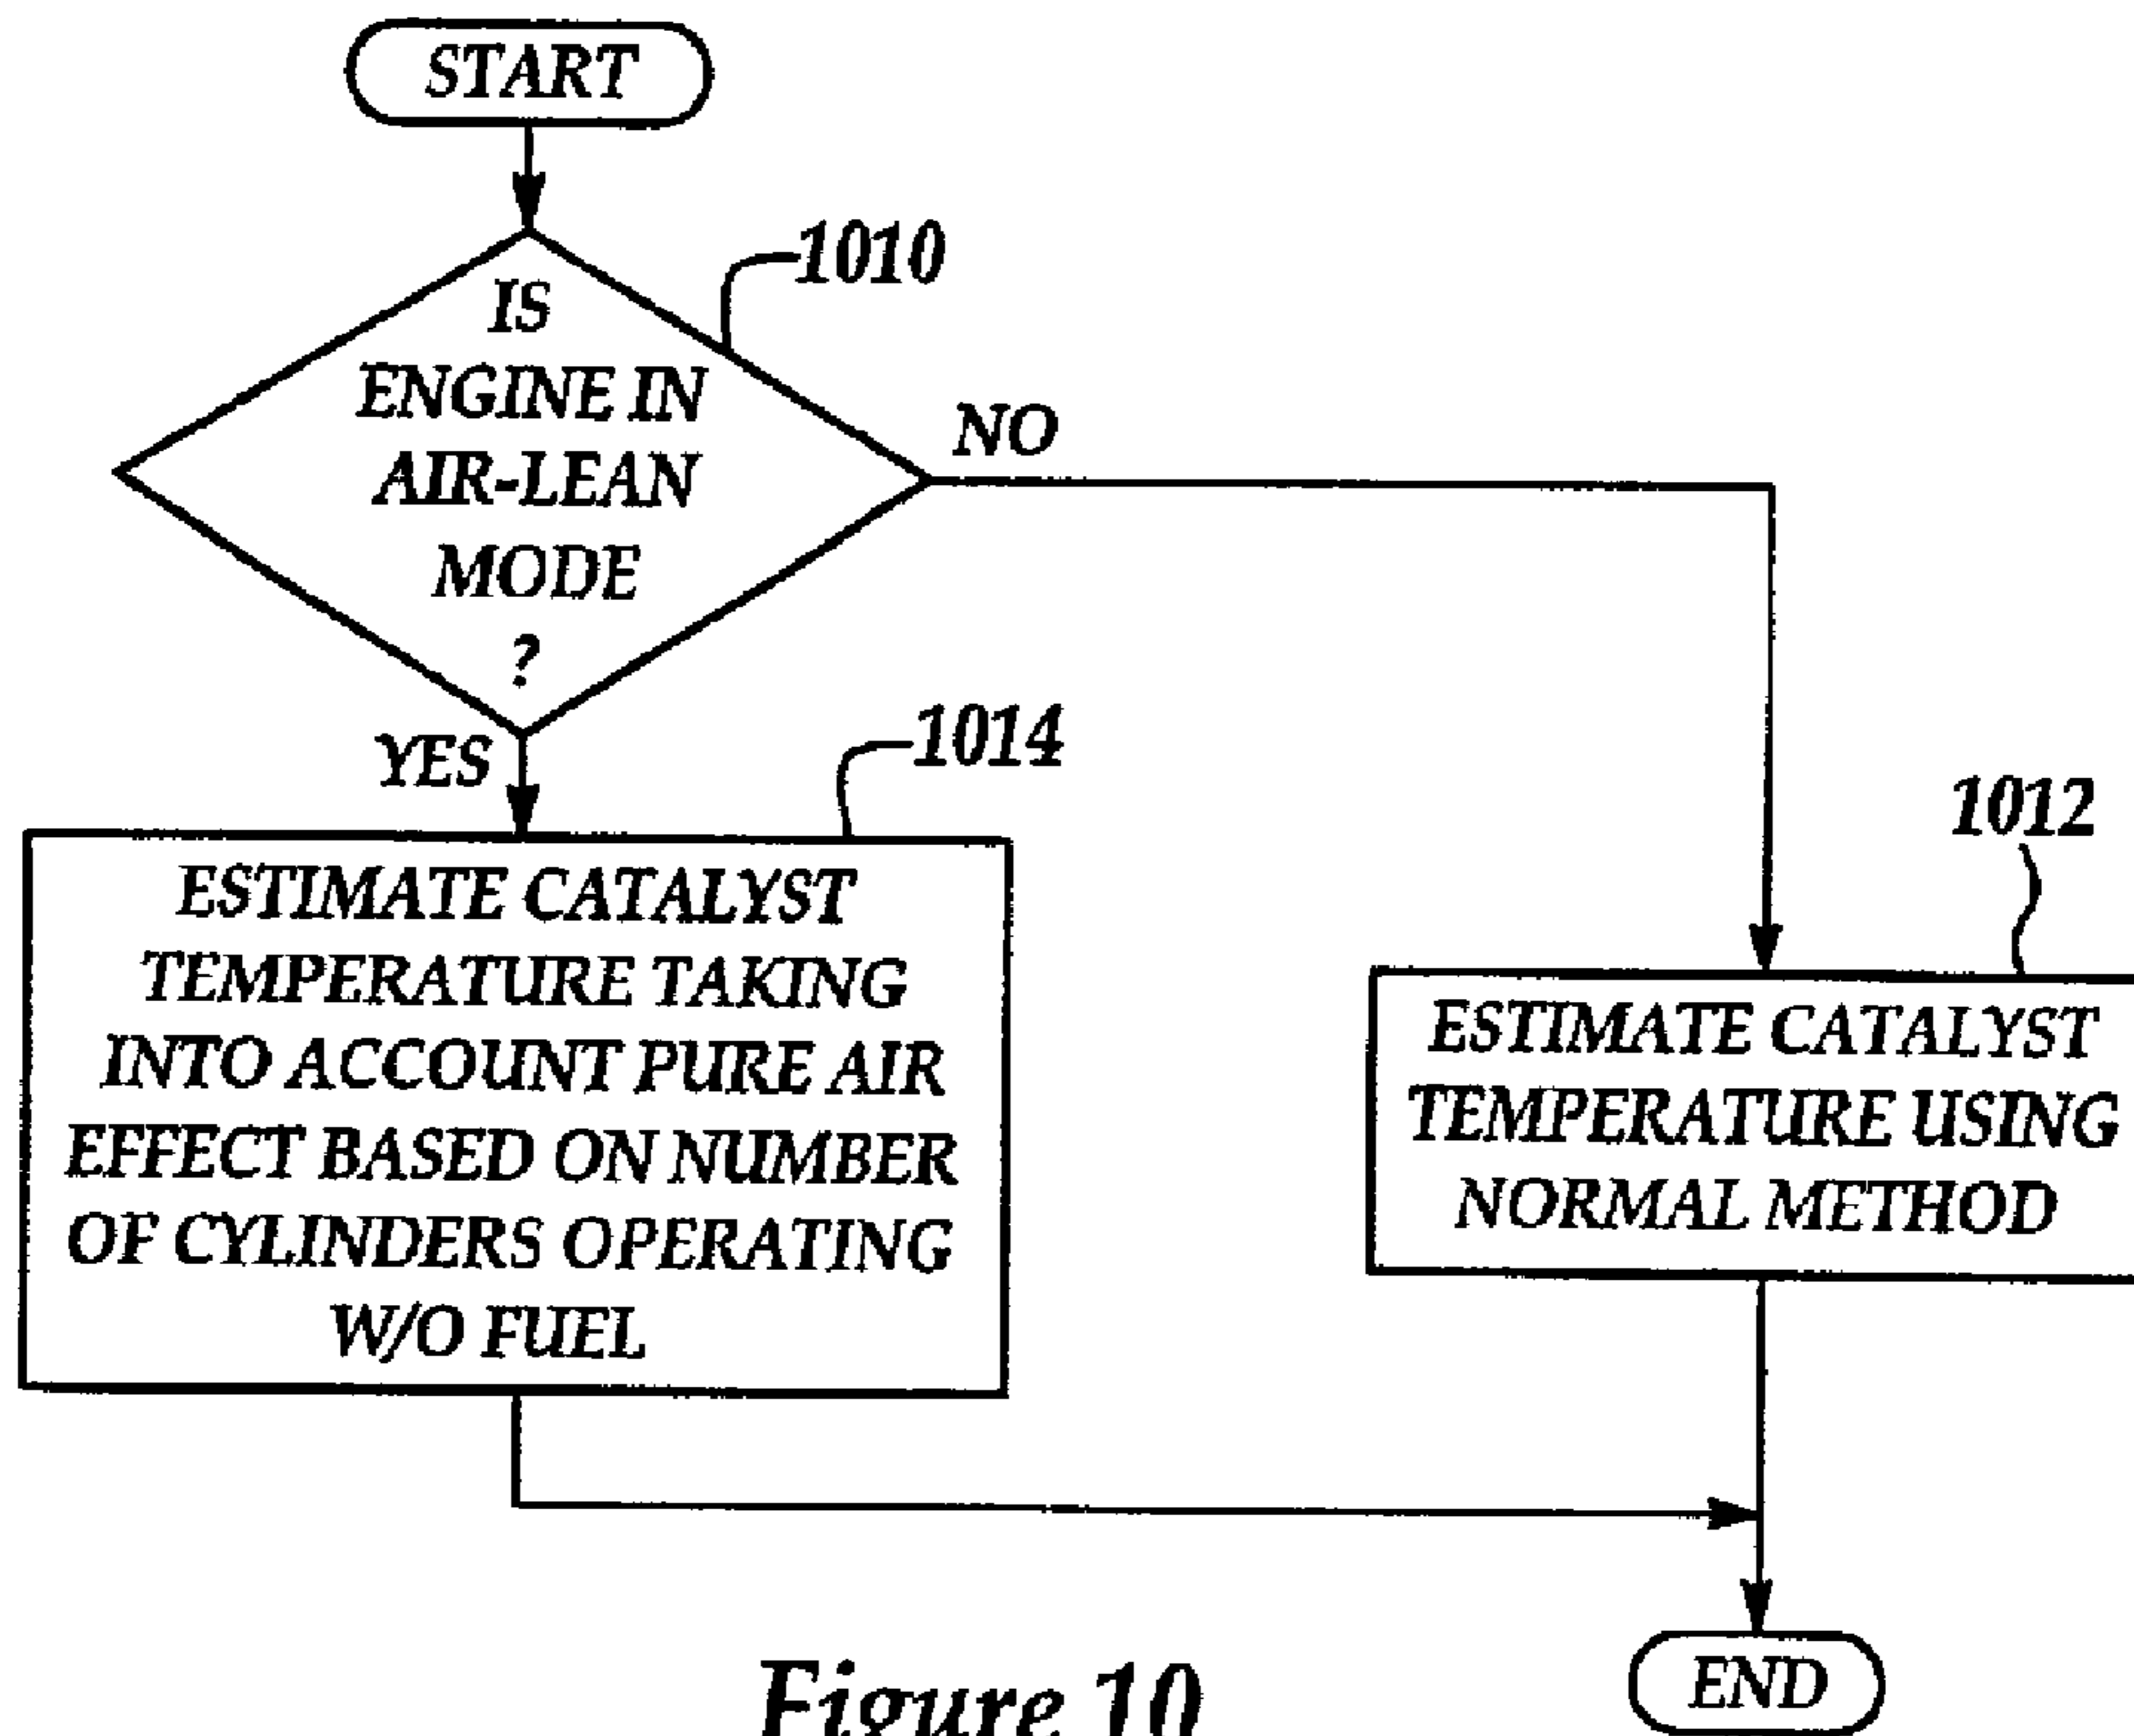 START
1010
IS
ENGINE IN
AIR-LEAN
MODE
?
NO
YES
1014
ESTIMATE CATALYST
TEMPERATURE TAKING
INTO ACCOUNT PURE AIR
EFFECT BASED ON NUMBER
OF CYLINDERS OPERATING
W/O FUEL
1012
ESTIMATE CATALYST
TEMPERATURE USING
NORMAL METHOD
END
Figure 10